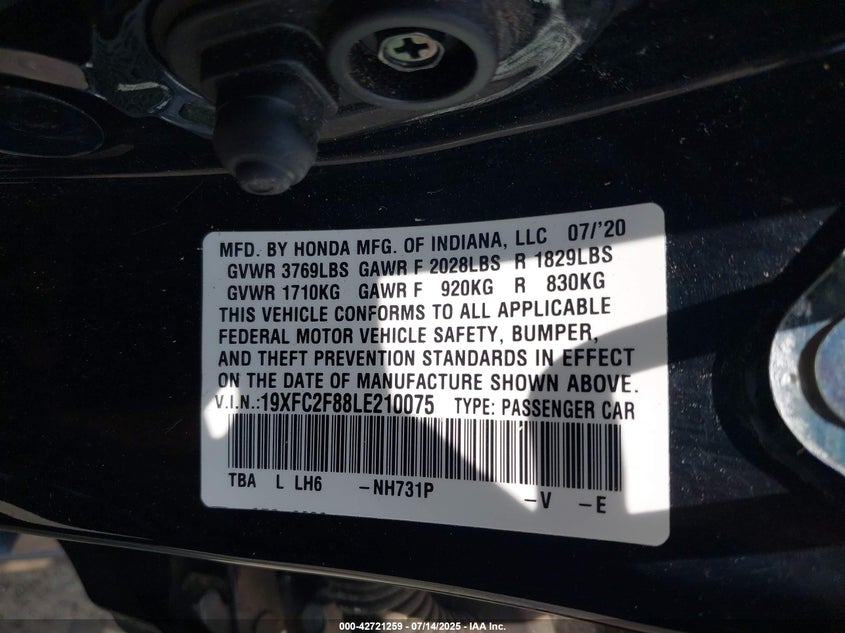 MFD. BY HONDA MFG. OF INDIANA, LLC 07/'20
GVWR 3769LBS GAWR F 2028LBS R 1829LBS
GVWR 1710KG GAWR F 920KG R 830KG
THIS VEHICLE CONFORMS TO ALL APPLICABLE
FEDERAL MOTOR VEHICLE SAFETY, BUMPER,
AND THEFT PREVENTION STANDARDS IN EFFECT
ON THE DATE OF MANUFACTURE SHOWN ABOVE.
V.I.N.:19XFC2F88LE210075 TYPE: PASSENGER CAR
TBA L LH6 -NH731P -V -E
000-42721259 - 07/14/2025 - IAA Inc.